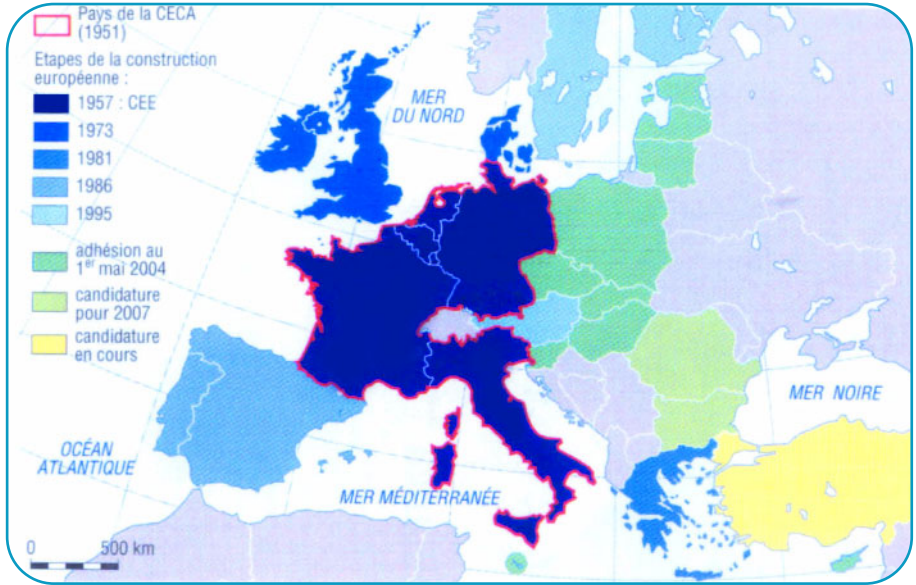 Pays de la CECA
(1951)
Etapes de la construction
européenne :
1957 : CEE
1973
1981
1986
1995
adhésion au
1er mai 2004
candidature
pour 2007
candidature
en cours
MER
DU NORD
OCÉAN
ATLANTIQUE
MER MÉDITERRANÉE
MER NOIRE
0 500 km